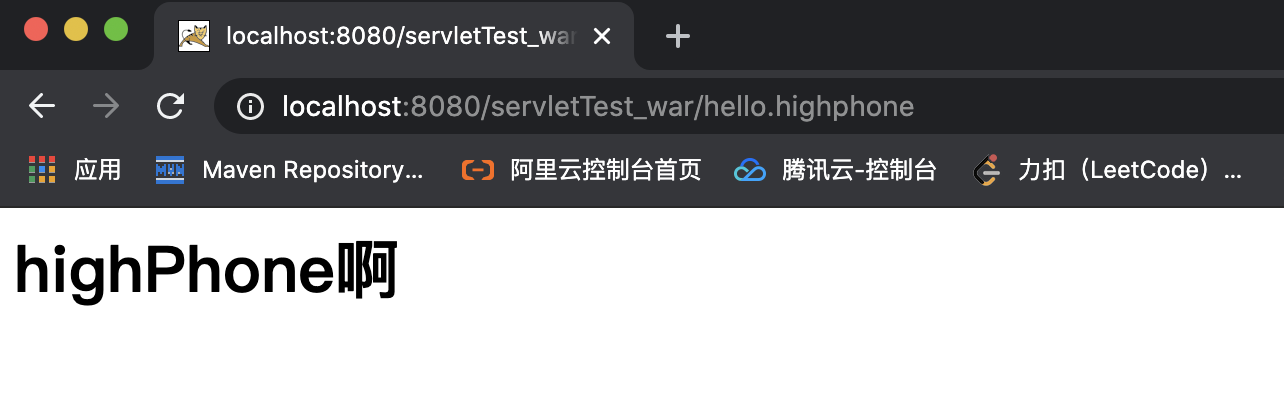 localhost:8080/servletTest_war
localhost:8080/servletTest_war/hello.highphone
应用 Maven Repository... 阿里云控制台首页 腾讯云-控制台 力扣（LeetCode）...
highPhone啊